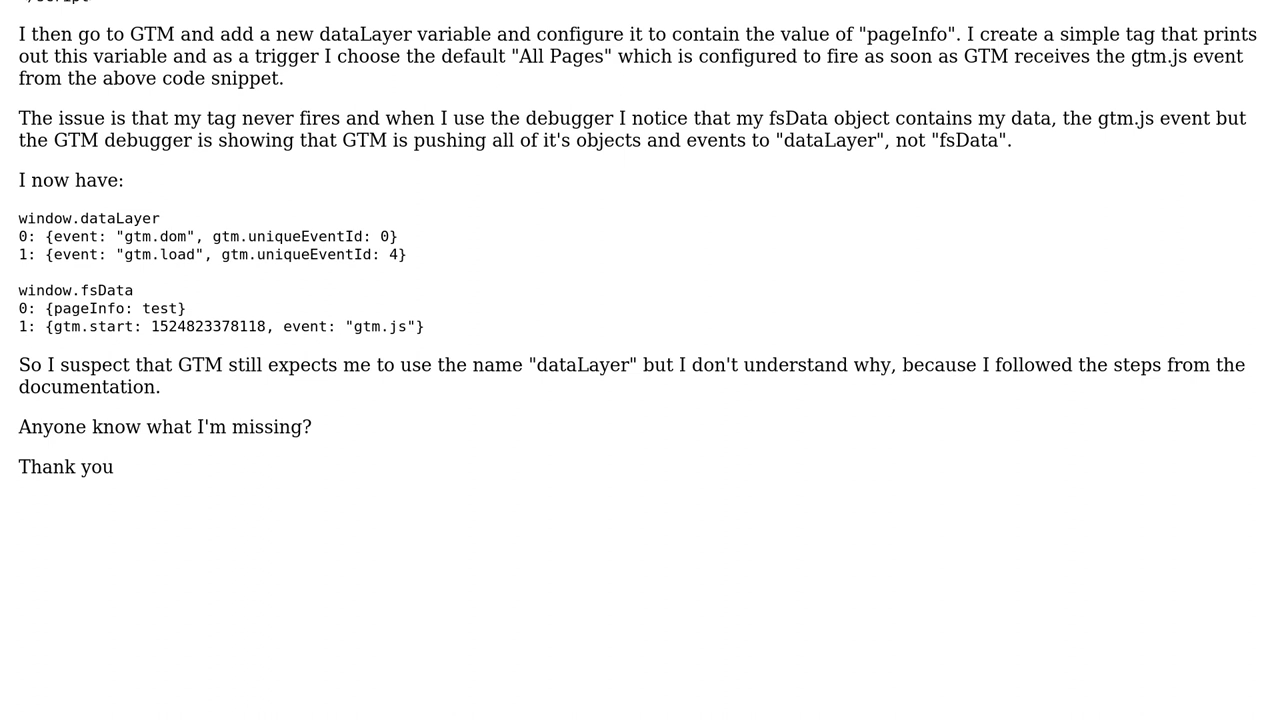 I then go to GTM and add a new dataLayer variable and configure it to contain the value of "pageInfo". I create a simple tag that prints
out this variable and as a trigger I choose the default "All Pages" which is configured to fire as soon as GTM receives the gtm.js event
from the above code snippet.
The issue is that my tag never fires and when I use the debugger I notice that my fsData object contains my data, the gtm.js event but
the GTM debugger is showing that GTM is pushing all of it's objects and events to "dataLayer", not "fsData".
I now have:
window.dataLayer
0: {event: "gtm.dom", gtm.uniqueEventId: 0}
1: {event: "gtm.load", gtm.uniqueEventId: 4}
window.fsData
0: {pageInfo: test}
1: {gtm.start: 1524823378118, event: "gtm.js"}
So I suspect that GTM still expects me to use the name "dataLayer" but I don't understand why, because I followed the steps from the
documentation.
Anyone know what I'm missing?
Thank you